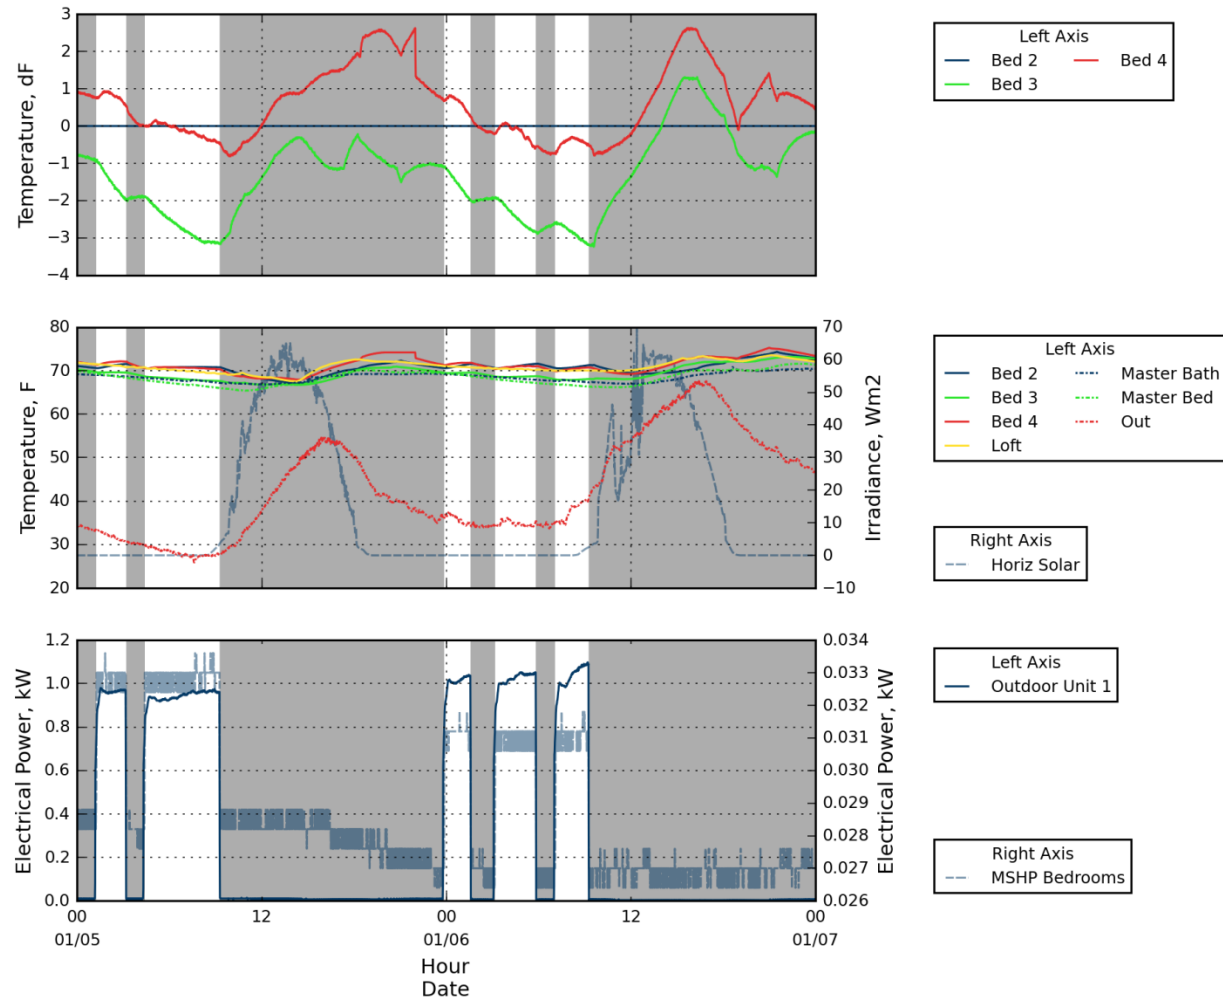 3
2
1
0
−1
−2
−3
−4
Temperature, dF
Left Axis
Bed 2 Bed 4
Bed 3
80
70
60
50
40
30
20
Temperature, F
70
60
50
40
30
20
10
0
−10
Irradiance, Wm2
Left Axis
Bed 2 Master Bath
Bed 3 Master Bed
Bed 4 Out
Loft
Right Axis
Horiz Solar
1.2
1.0
0.8
0.6
0.4
0.2
0.0
Electrical Power, kW
0.034
0.033
0.032
0.031
0.030
0.029
0.028
0.027
0.026
Electrical Power, kW
Left Axis
Outdoor Unit 1
Right Axis
MSHP Bedrooms
00 12 00 12 00
01/05 01/06 01/07
Hour
Date